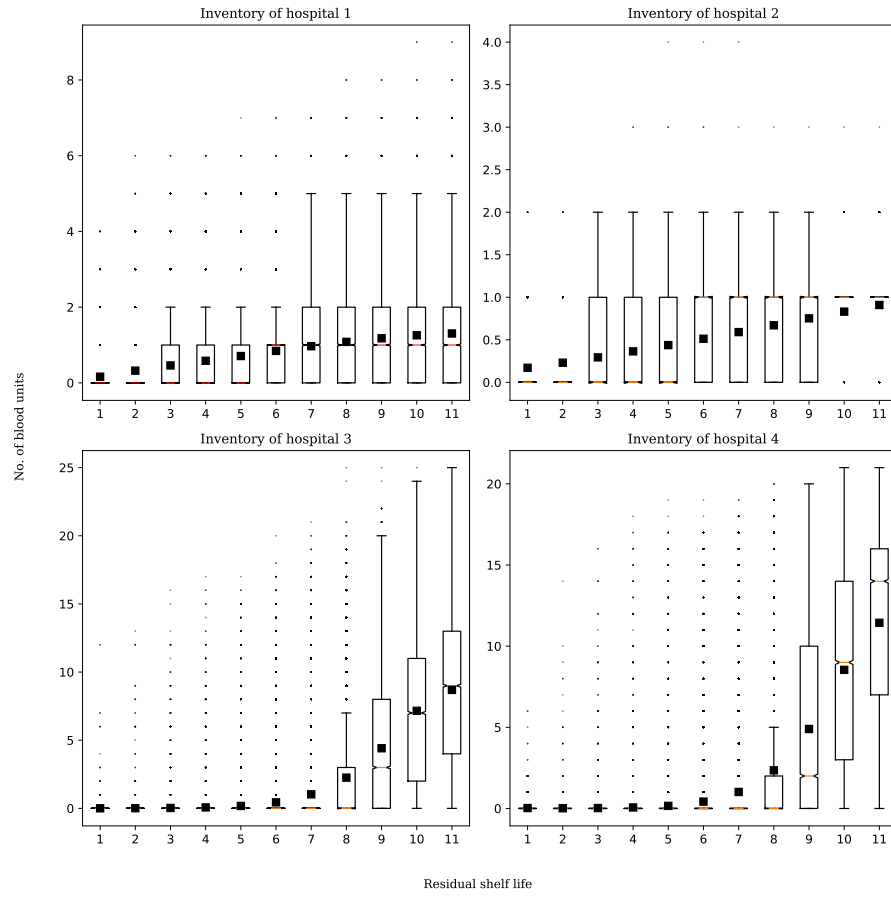 Inventory of hospital 1
Inventory of hospital 2
8
6
4
2
0
1 2 3 4 5 6 7 8 9 10 11
4.0
3.5
3.0
2.5
2.0
1.5
1.0
0.5
0.0
1 2 3 4 5 6 7 8 9 10 11
No. of blood units
Inventory of hospital 3
Inventory of hospital 4
25
20
15
10
5
0
1 2 3 4 5 6 7 8 9 10 11
20
15
10
5
0
1 2 3 4 5 6 7 8 9 10 11
Residual shelf life